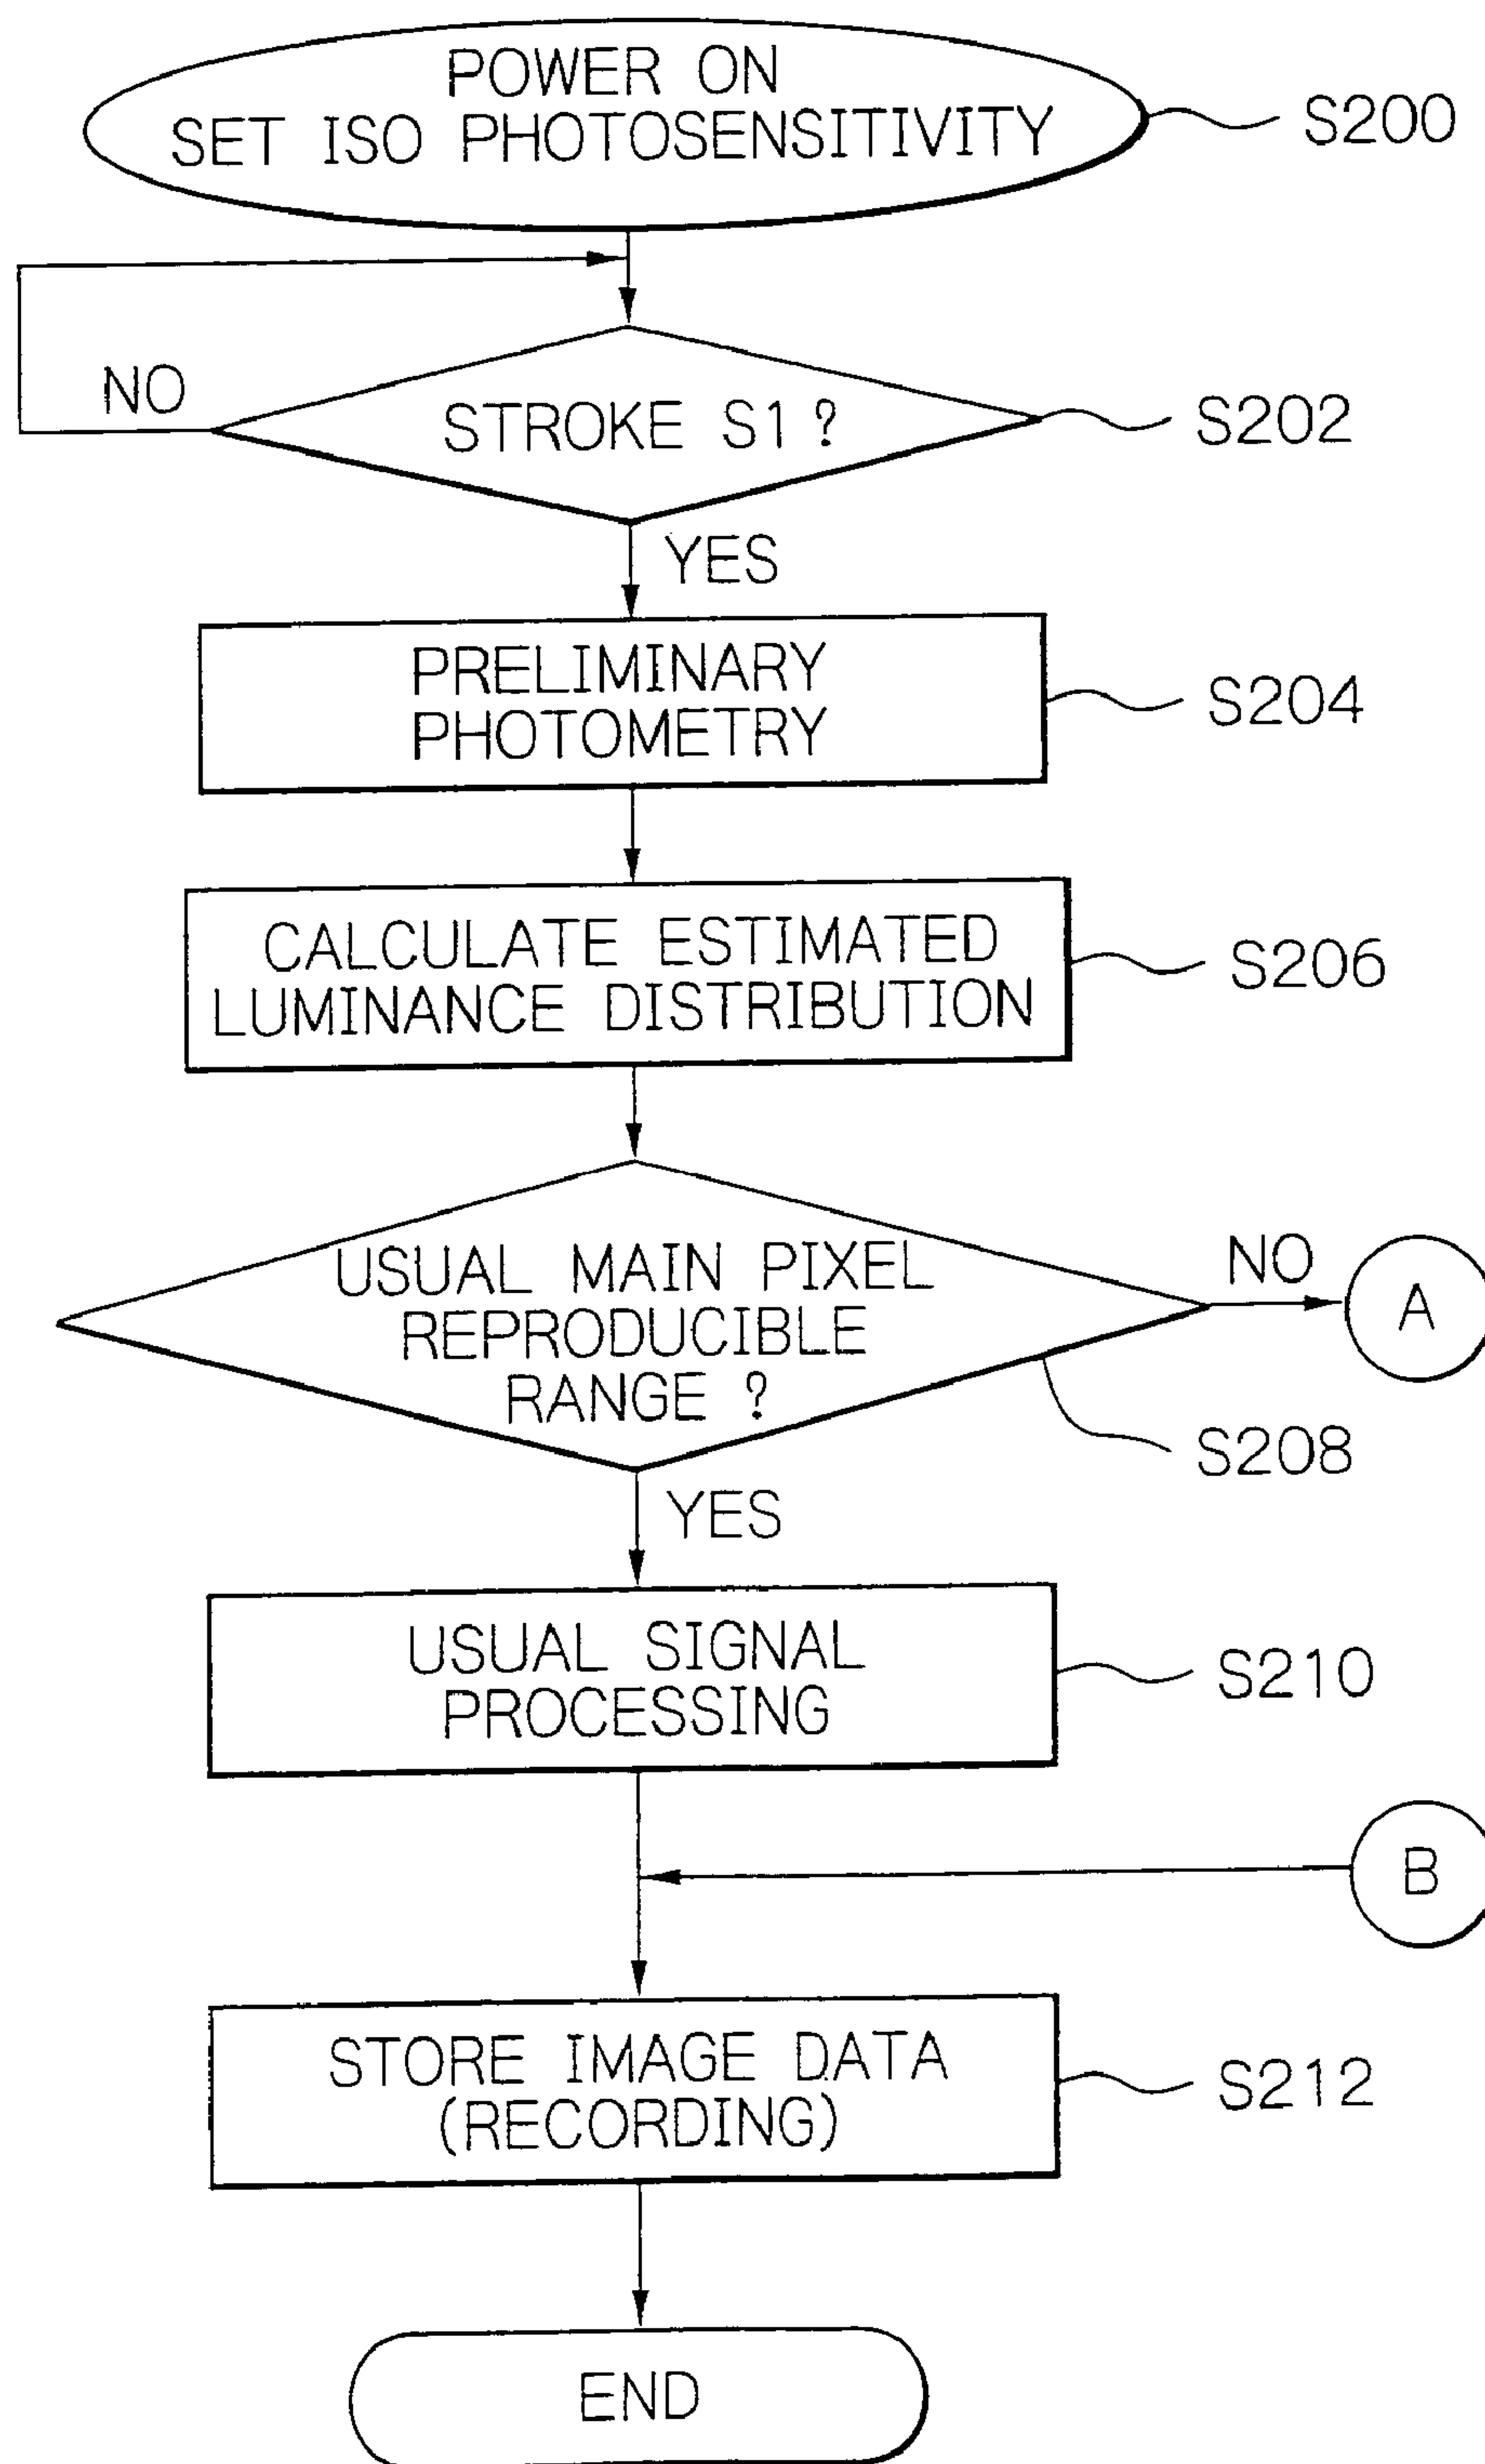 POWER ON
SET ISO PHOTOSENSITIVITY
S200
NO
STROKE S1 ?
S202
YES
PRELIMINARY
PHOTOMETRY
S204
CALCULATE ESTIMATED
LUMINANCE DISTRIBUTION
S206
USUAL MAIN PIXEL
REPRODUCIBLE
RANGE ?
NO
A
S208
YES
USUAL SIGNAL
PROCESSING
S210
B
STORE IMAGE DATA
(RECORDING)
S212
END